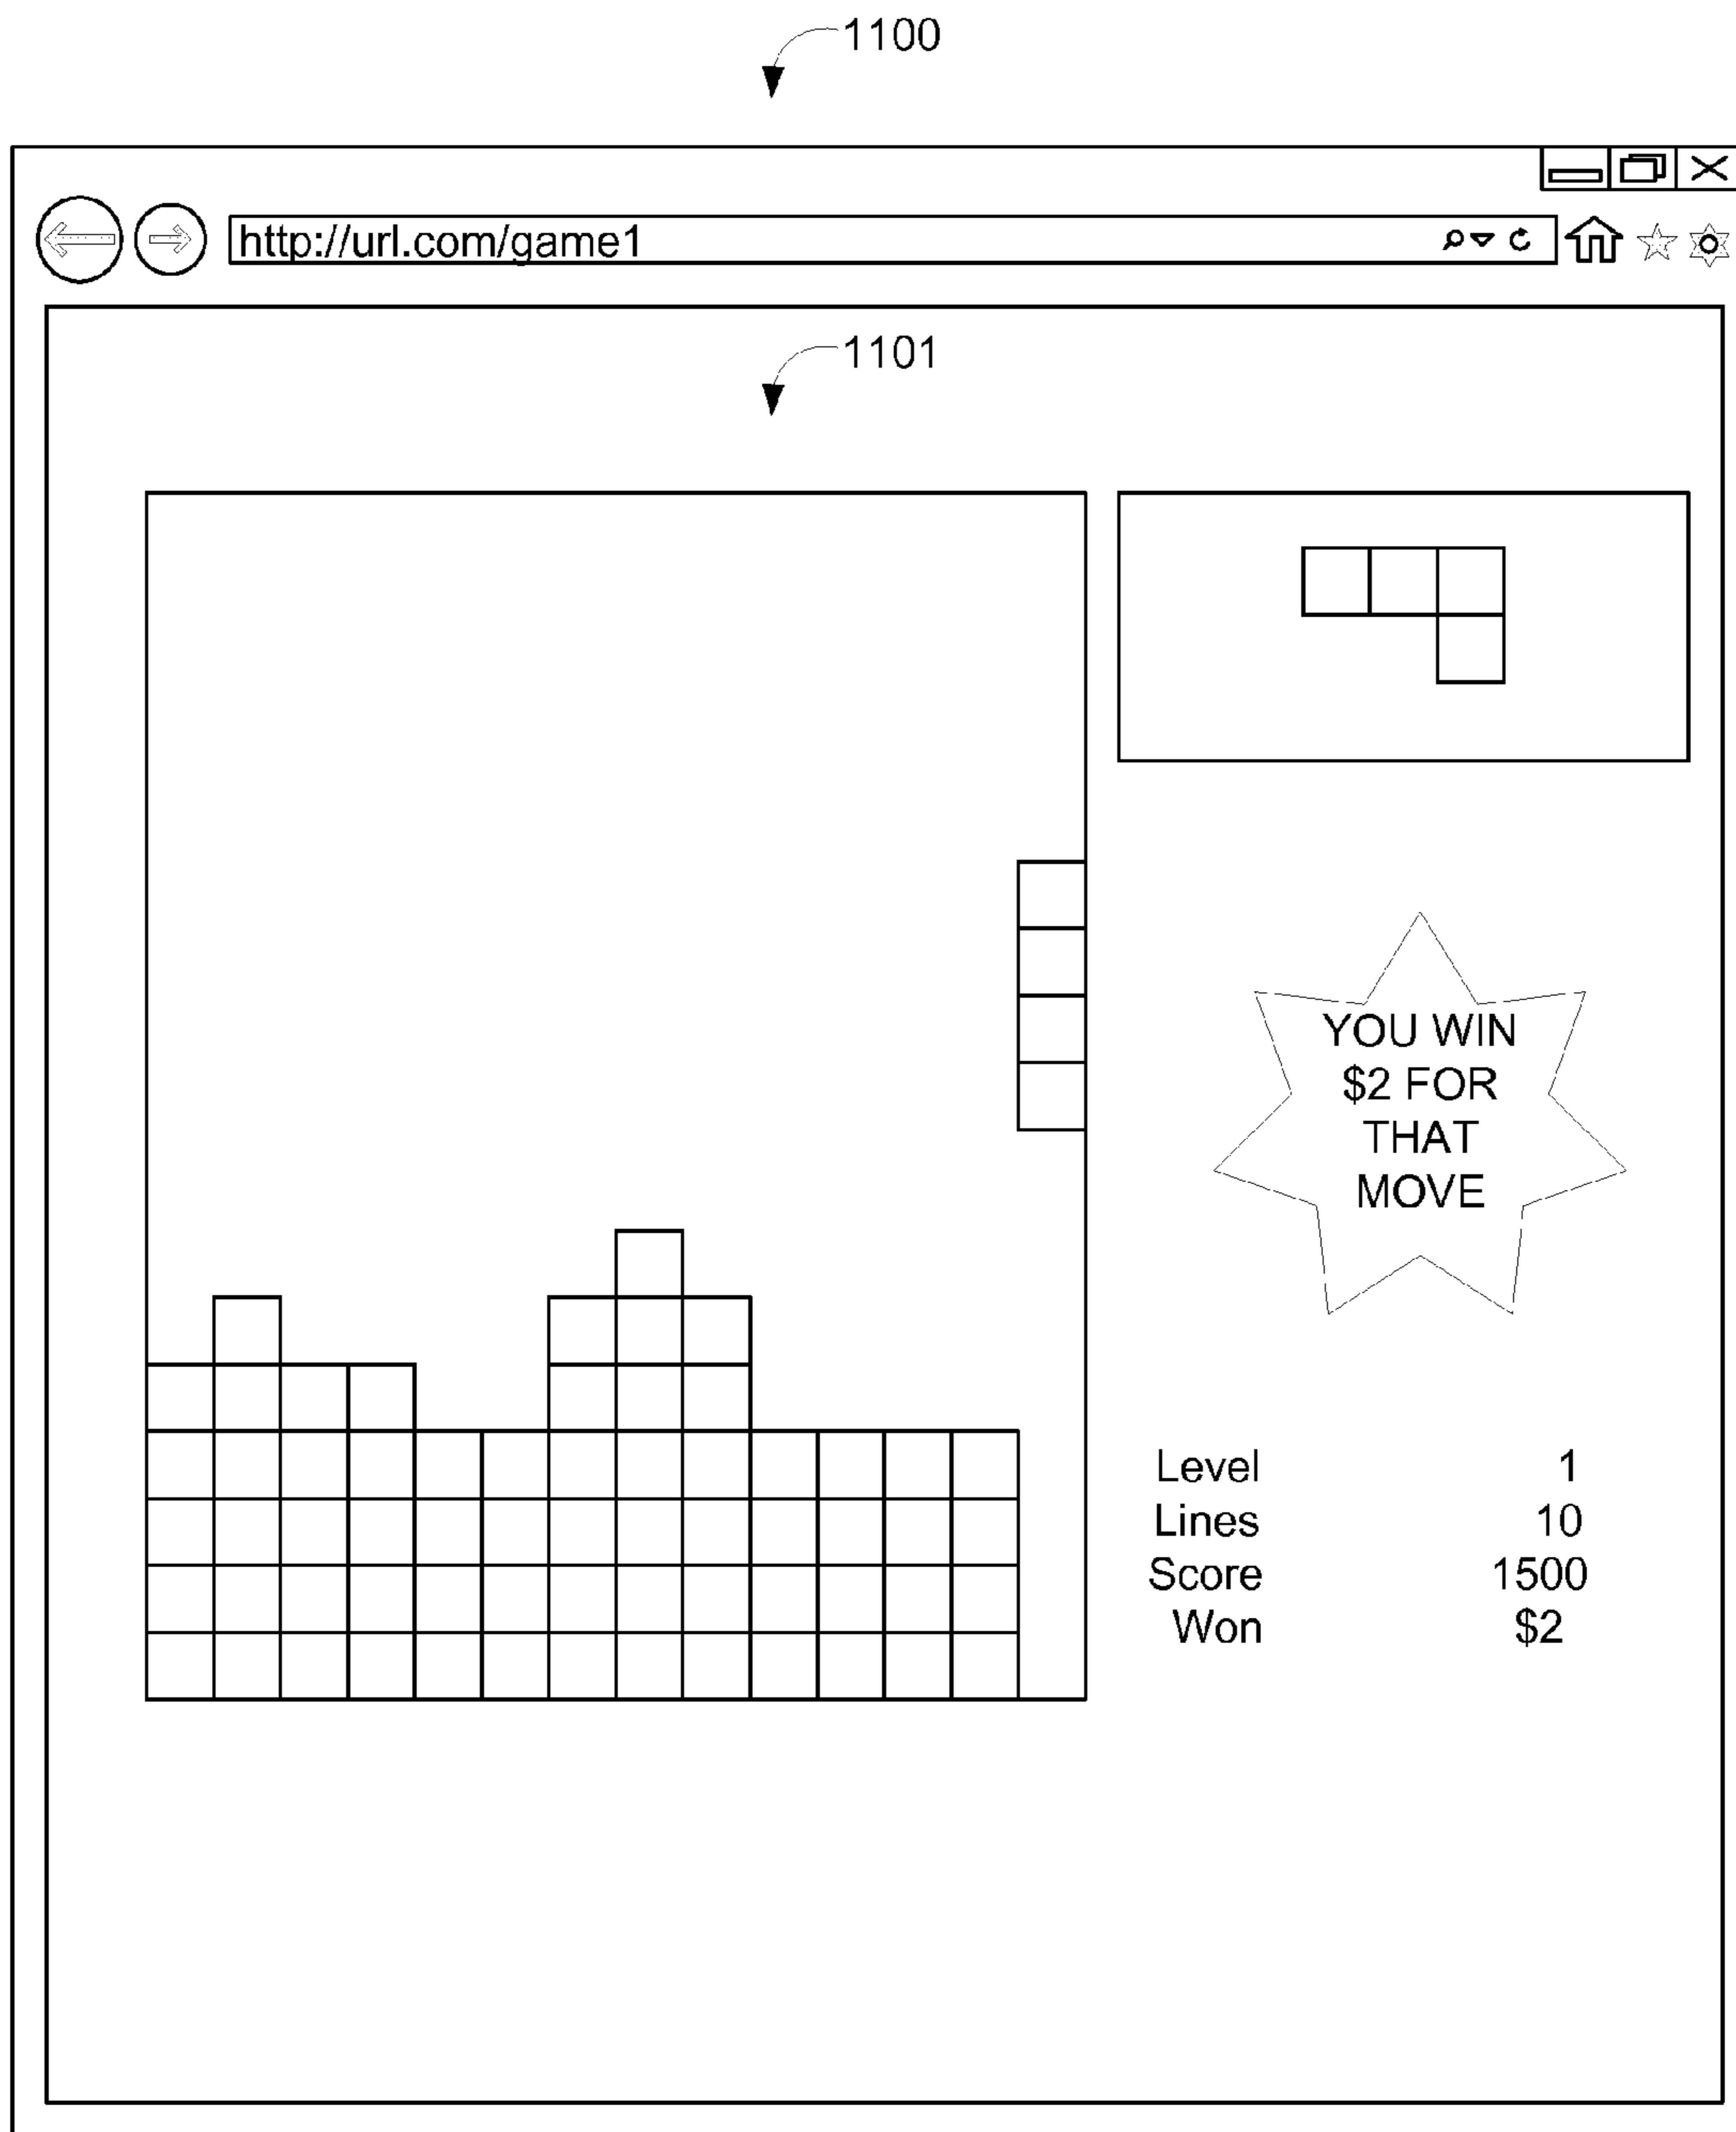 1100
http://url.com/game1
1101
YOU WIN
$2 FOR
THAT
MOVE
Level 1
Lines 10
Score 1500
Won $2